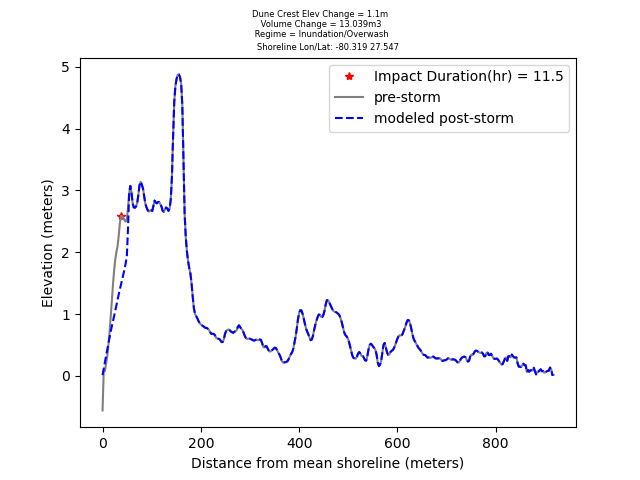 Dune Crest Elev Change = 1.1m
Volume Change = 13.039m3
Regime = Inundation/Overwash
Shoreline Lon/Lat: -80.319 27.547
Impact Duration(hr) = 11.5
pre-storm
modeled post-storm
5
4
3
2
1
0
Elevation (meters)
0 200 400 600 800
Distance from mean shoreline (meters)